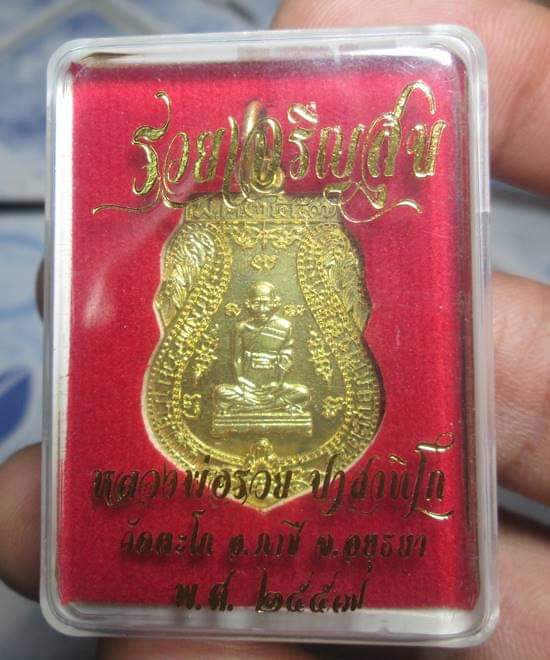 รวยเจริญสุข
หลวงพ่อรวย ปาสาทิโก
วัดตะโก อ.ภาชี จ.อยุธยา
พ.ศ. ๒๕๕๗